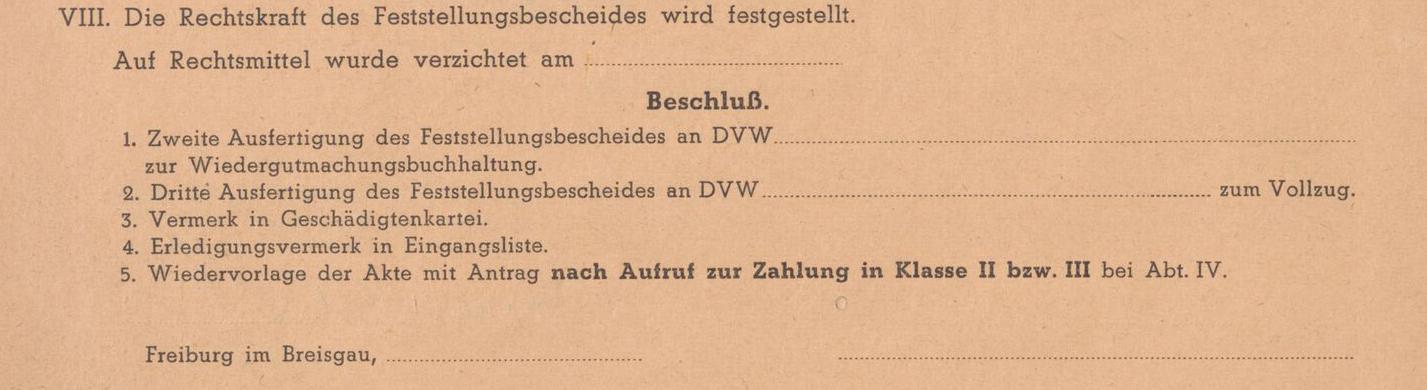 VIII. Die Rechtskraft des Feststellungsbescheides wird festgestellt.
Auf Rechtsmittel wurde verzichtet am
Beschluß.
1. Zweite Ausfertigung des Feststellungsbescheides an DVW
zur Wiedergutmachungsbuchhaltung.
2. Dritte Ausfertigung des Feststellungsbescheides an DVW zum Vollzug.
3. Vermerk in Geschädigtenkartei.
4. Erledigungsvermerk in Eingangsliste.
5. Wiedervorlage der Akte mit Antrag nach Aufruf zur Zahlung in Klasse II bzw. III bei Abt. IV.
Freiburg im Breisgau,